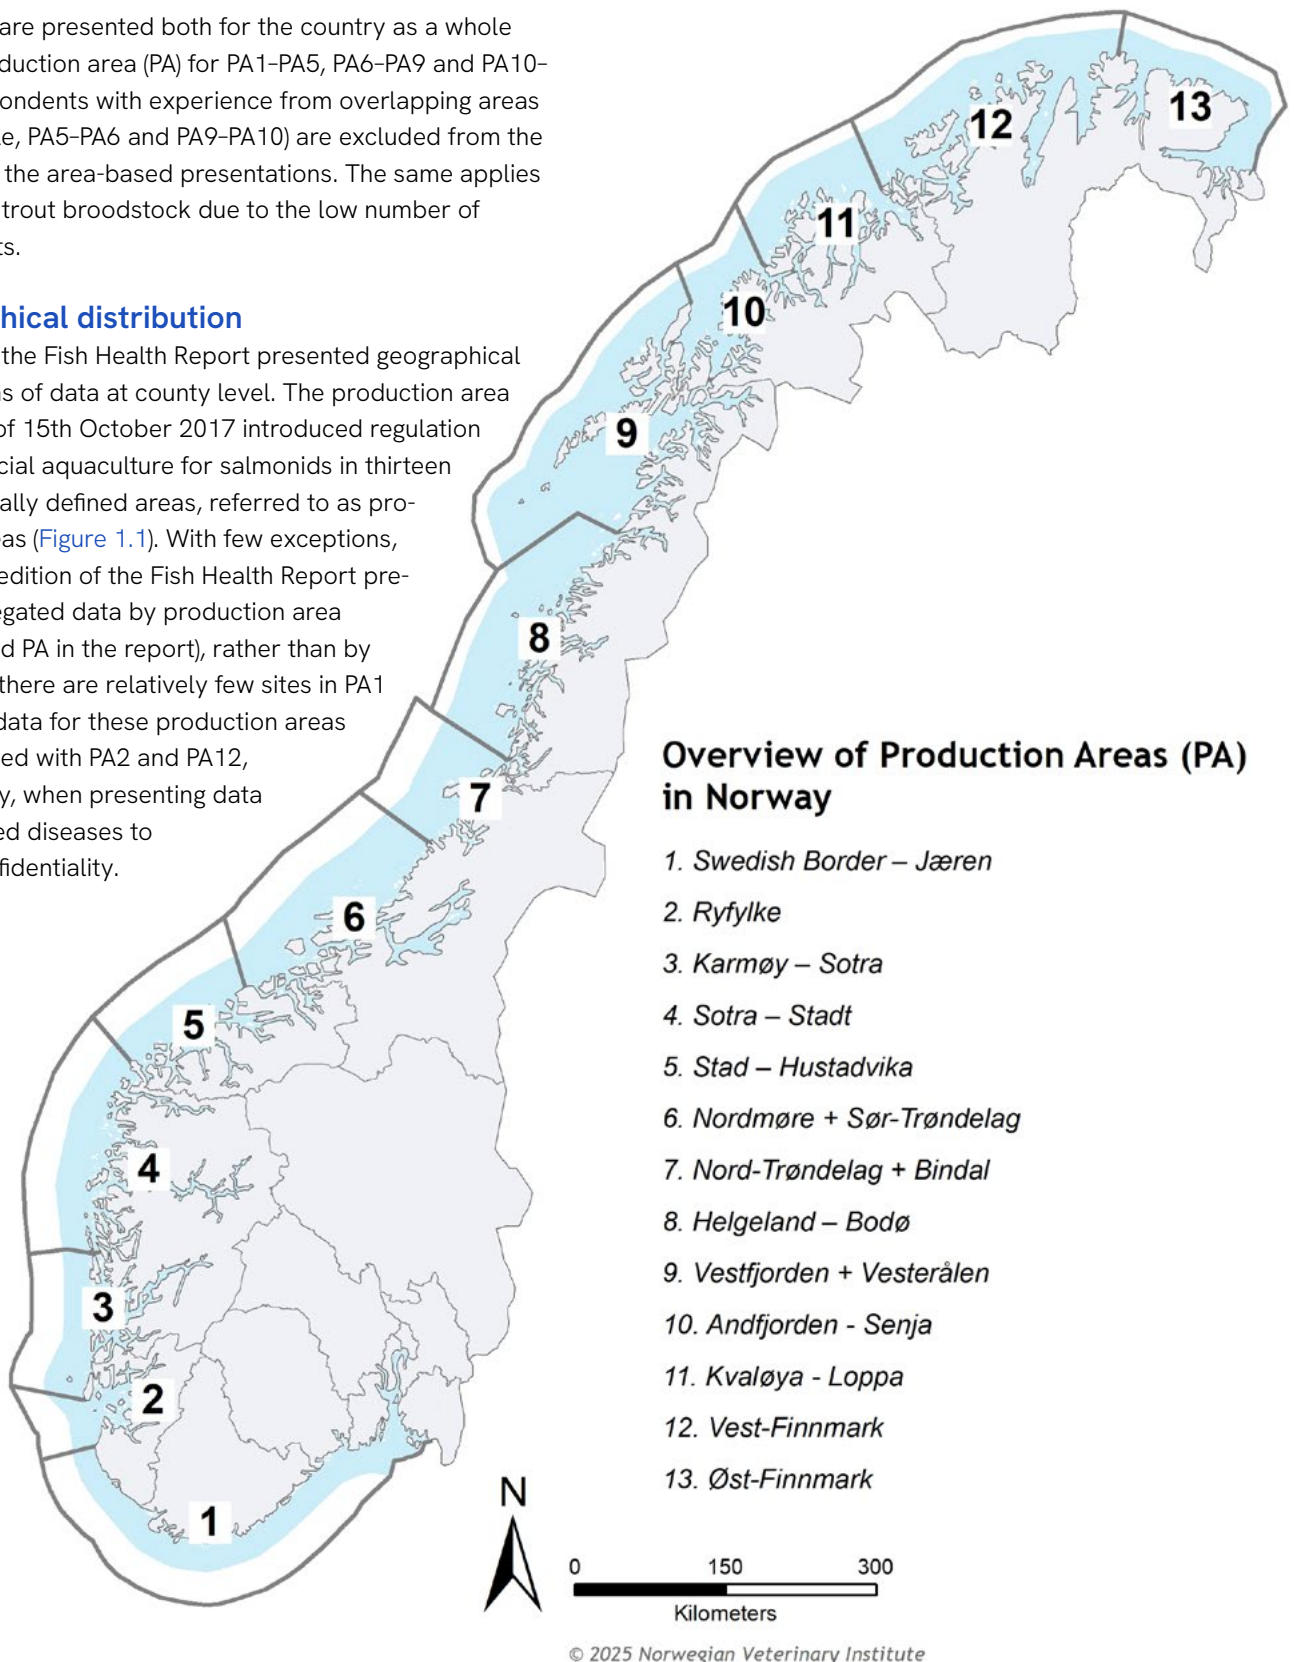 are presented both for the country as a whole
duction area (PA) for PA1–PA5, PA6–PA9 and PA10–
pondents with experience from overlapping areas
e, PA5–PA6 and PA9–PA10) are excluded from the
the area-based presentations. The same applies
trout broodstock due to the low number of
ts.
hical distribution
the Fish Health Report presented geographical
ns of data at county level. The production area
of 15th October 2017 introduced regulation
cial aquaculture for salmonids in thirteen
ally defined areas, referred to as pro-
eas (Figure 1.1). With few exceptions,
edition of the Fish Health Report pre-
egated data by production area
d PA in the report), rather than by
there are relatively few sites in PA1
data for these production areas
ed with PA2 and PA12,
y, when presenting data
ed diseases to
fidentiality.
13
12
11
10
9
8
7
6
5
4
3
2
1
Overview of Production Areas (PA)
in Norway
1. Swedish Border – Jæren
2. Ryfylke
3. Karmøy – Sotra
4. Sotra – Stadt
5. Stad – Hustadvika
6. Nordmøre + Sør-Trøndelag
7. Nord-Trøndelag + Bindal
8. Helgeland – Bodø
9. Vestfjorden + Vesterålen
10. Andfjorden - Senja
11. Kvaløya - Loppa
12. Vest-Finnmark
13. Øst-Finnmark
N
0 150 300
Kilometers
© 2025 Norwegian Veterinary Institute